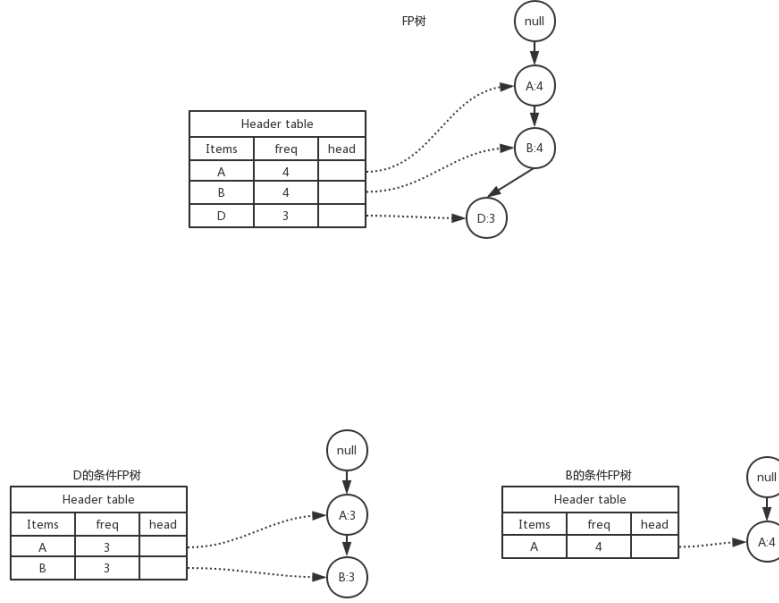 FP树
null
A:4
B:4
D:3
Header table
Items freq head
A 4
B 4
D 3
D的条件FP树
Header table
Items freq head
A 3
B 3
null
A:3
B:3
B的条件FP树
Header table
Items freq head
A 4
null
A:4